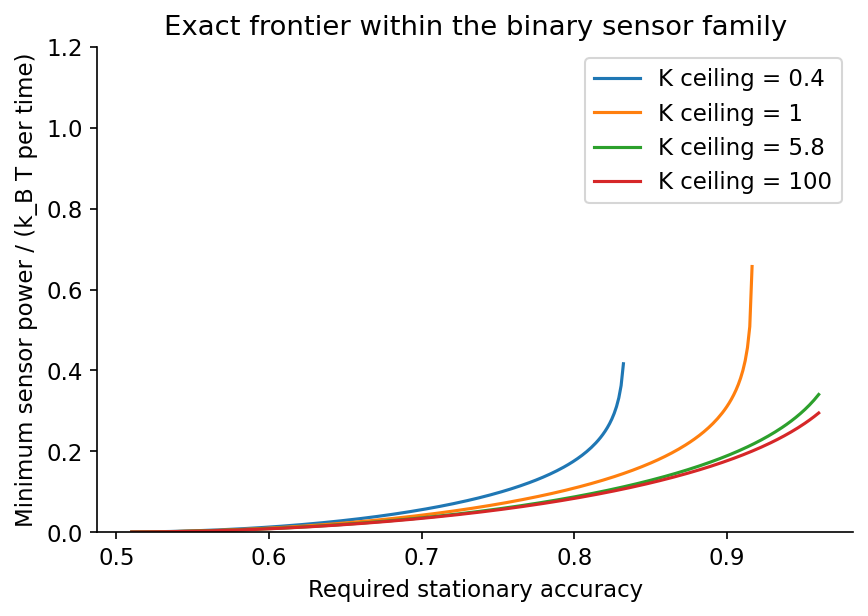 Exact frontier within the binary sensor family
Minimum sensor power / (k_B T per time)
1.2
1.0
0.8
0.6
0.4
0.2
0.0
K ceiling = 0.4
K ceiling = 1
K ceiling = 5.8
K ceiling = 100
0.5
0.6
0.7
0.8
0.9
Required stationary accuracy